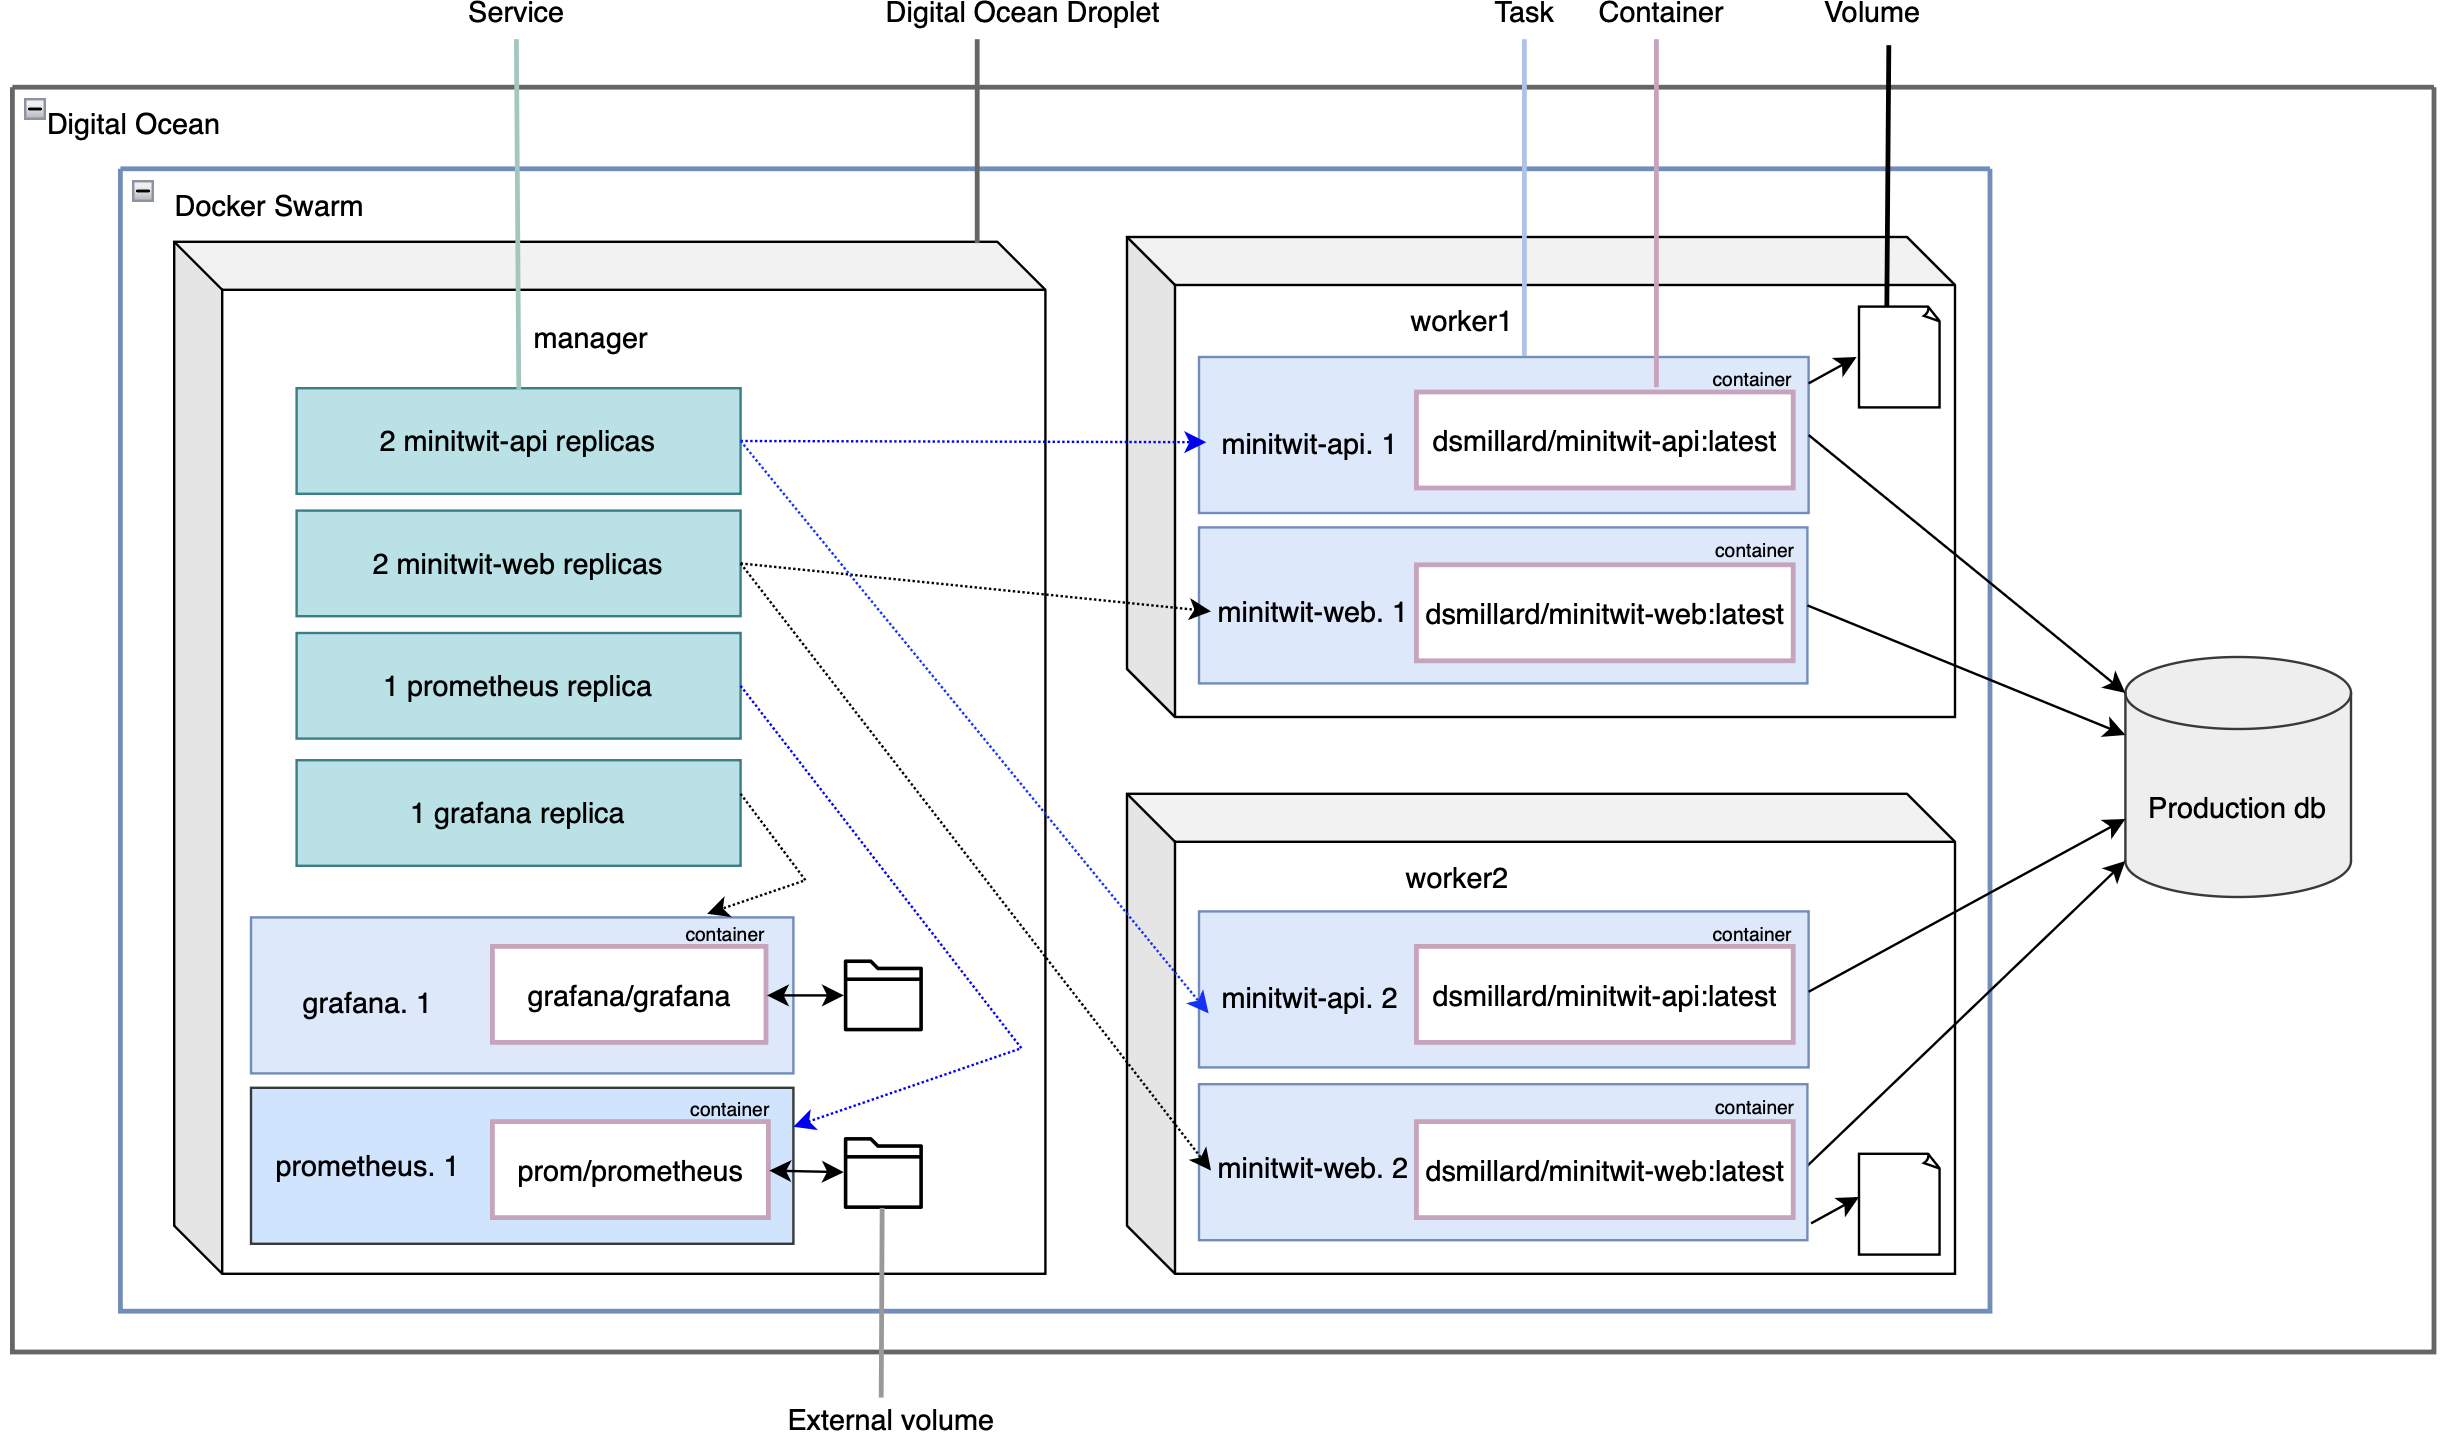 Service
Digital Ocean Droplet
Task
Container
Volume
Digital Ocean
Docker Swarm
manager
2 minitwit-api replicas
2 minitwit-web replicas
1 prometheus replica
1 grafana replica
container
grafana. 1
grafana/grafana
container
prometheus. 1
prom/prometheus
worker1
container
minitwit-api. 1
dsmillard/minitwit-api:latest
container
minitwit-web. 1
dsmillard/minitwit-web:latest
worker2
container
minitwit-api. 2
dsmillard/minitwit-api:latest
container
minitwit-web. 2
dsmillard/minitwit-web:latest
Production db
External volume